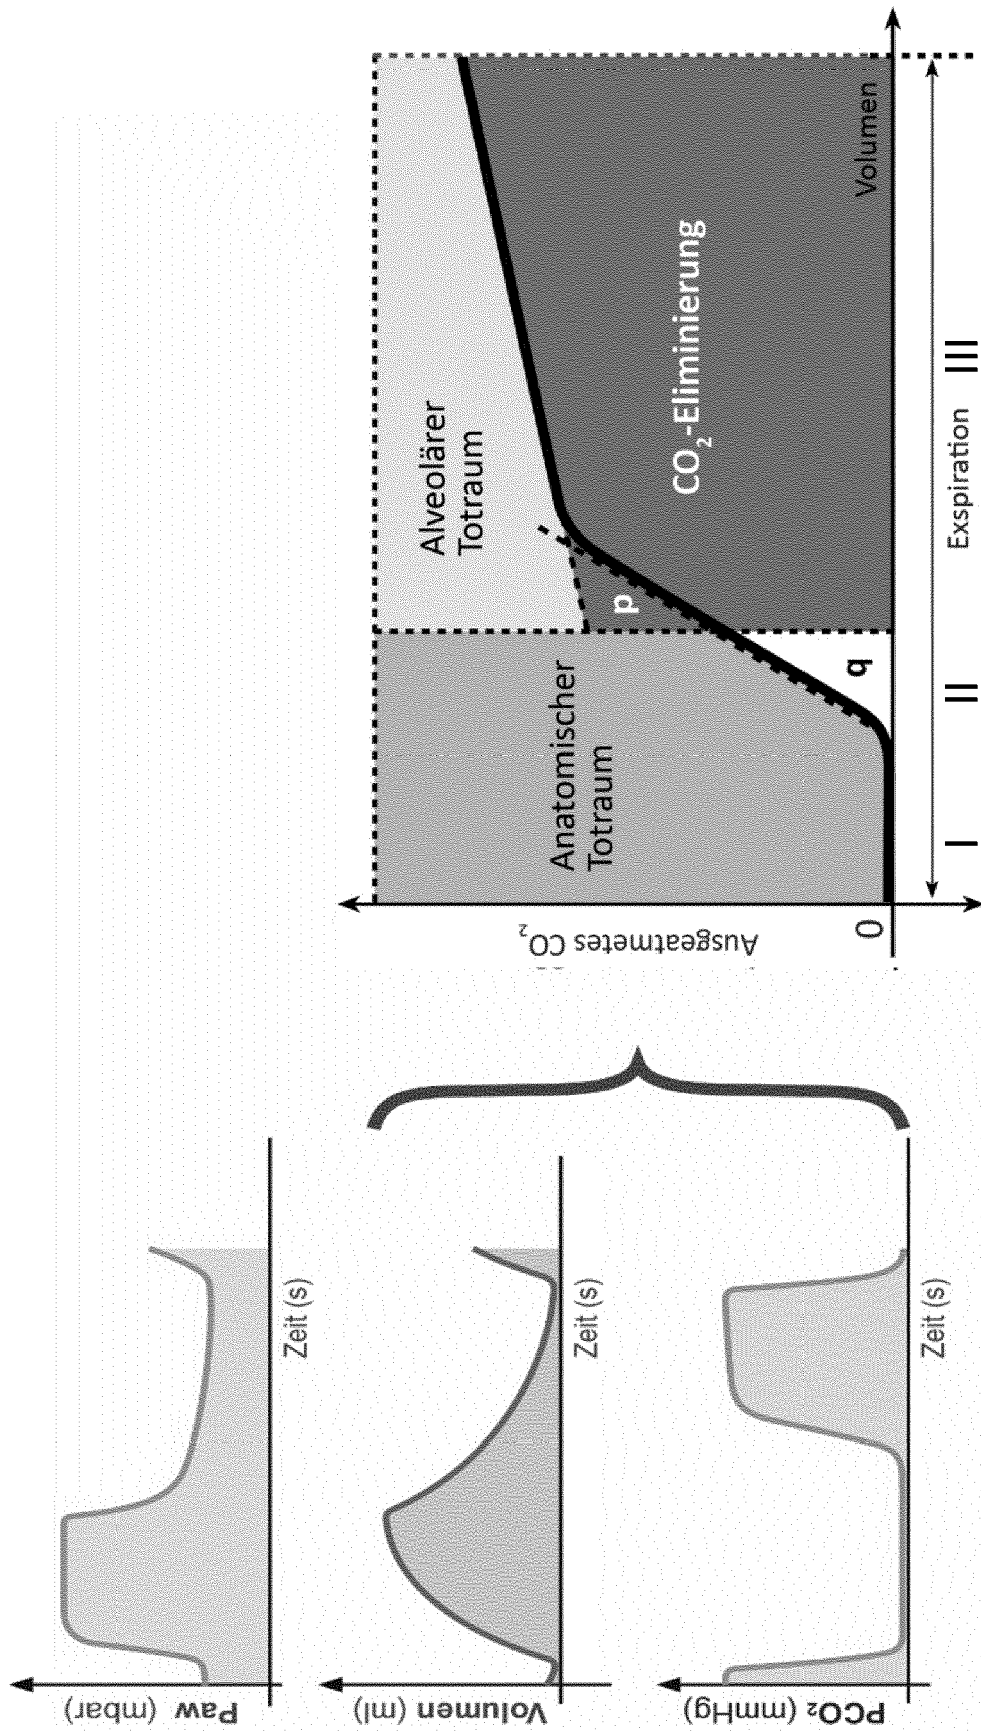 Paw (mbar)
Zeit (s)
Volumen (ml)
Zeit (s)
PCO₂ (mmHg)
Zeit (s)
Ausgeatmetes CO₂
0
Anatomischer
Totraum
Alveolärer
Totraum
p
q
CO₂-Eliminierung
Volumen
I
II
III
Exspiration